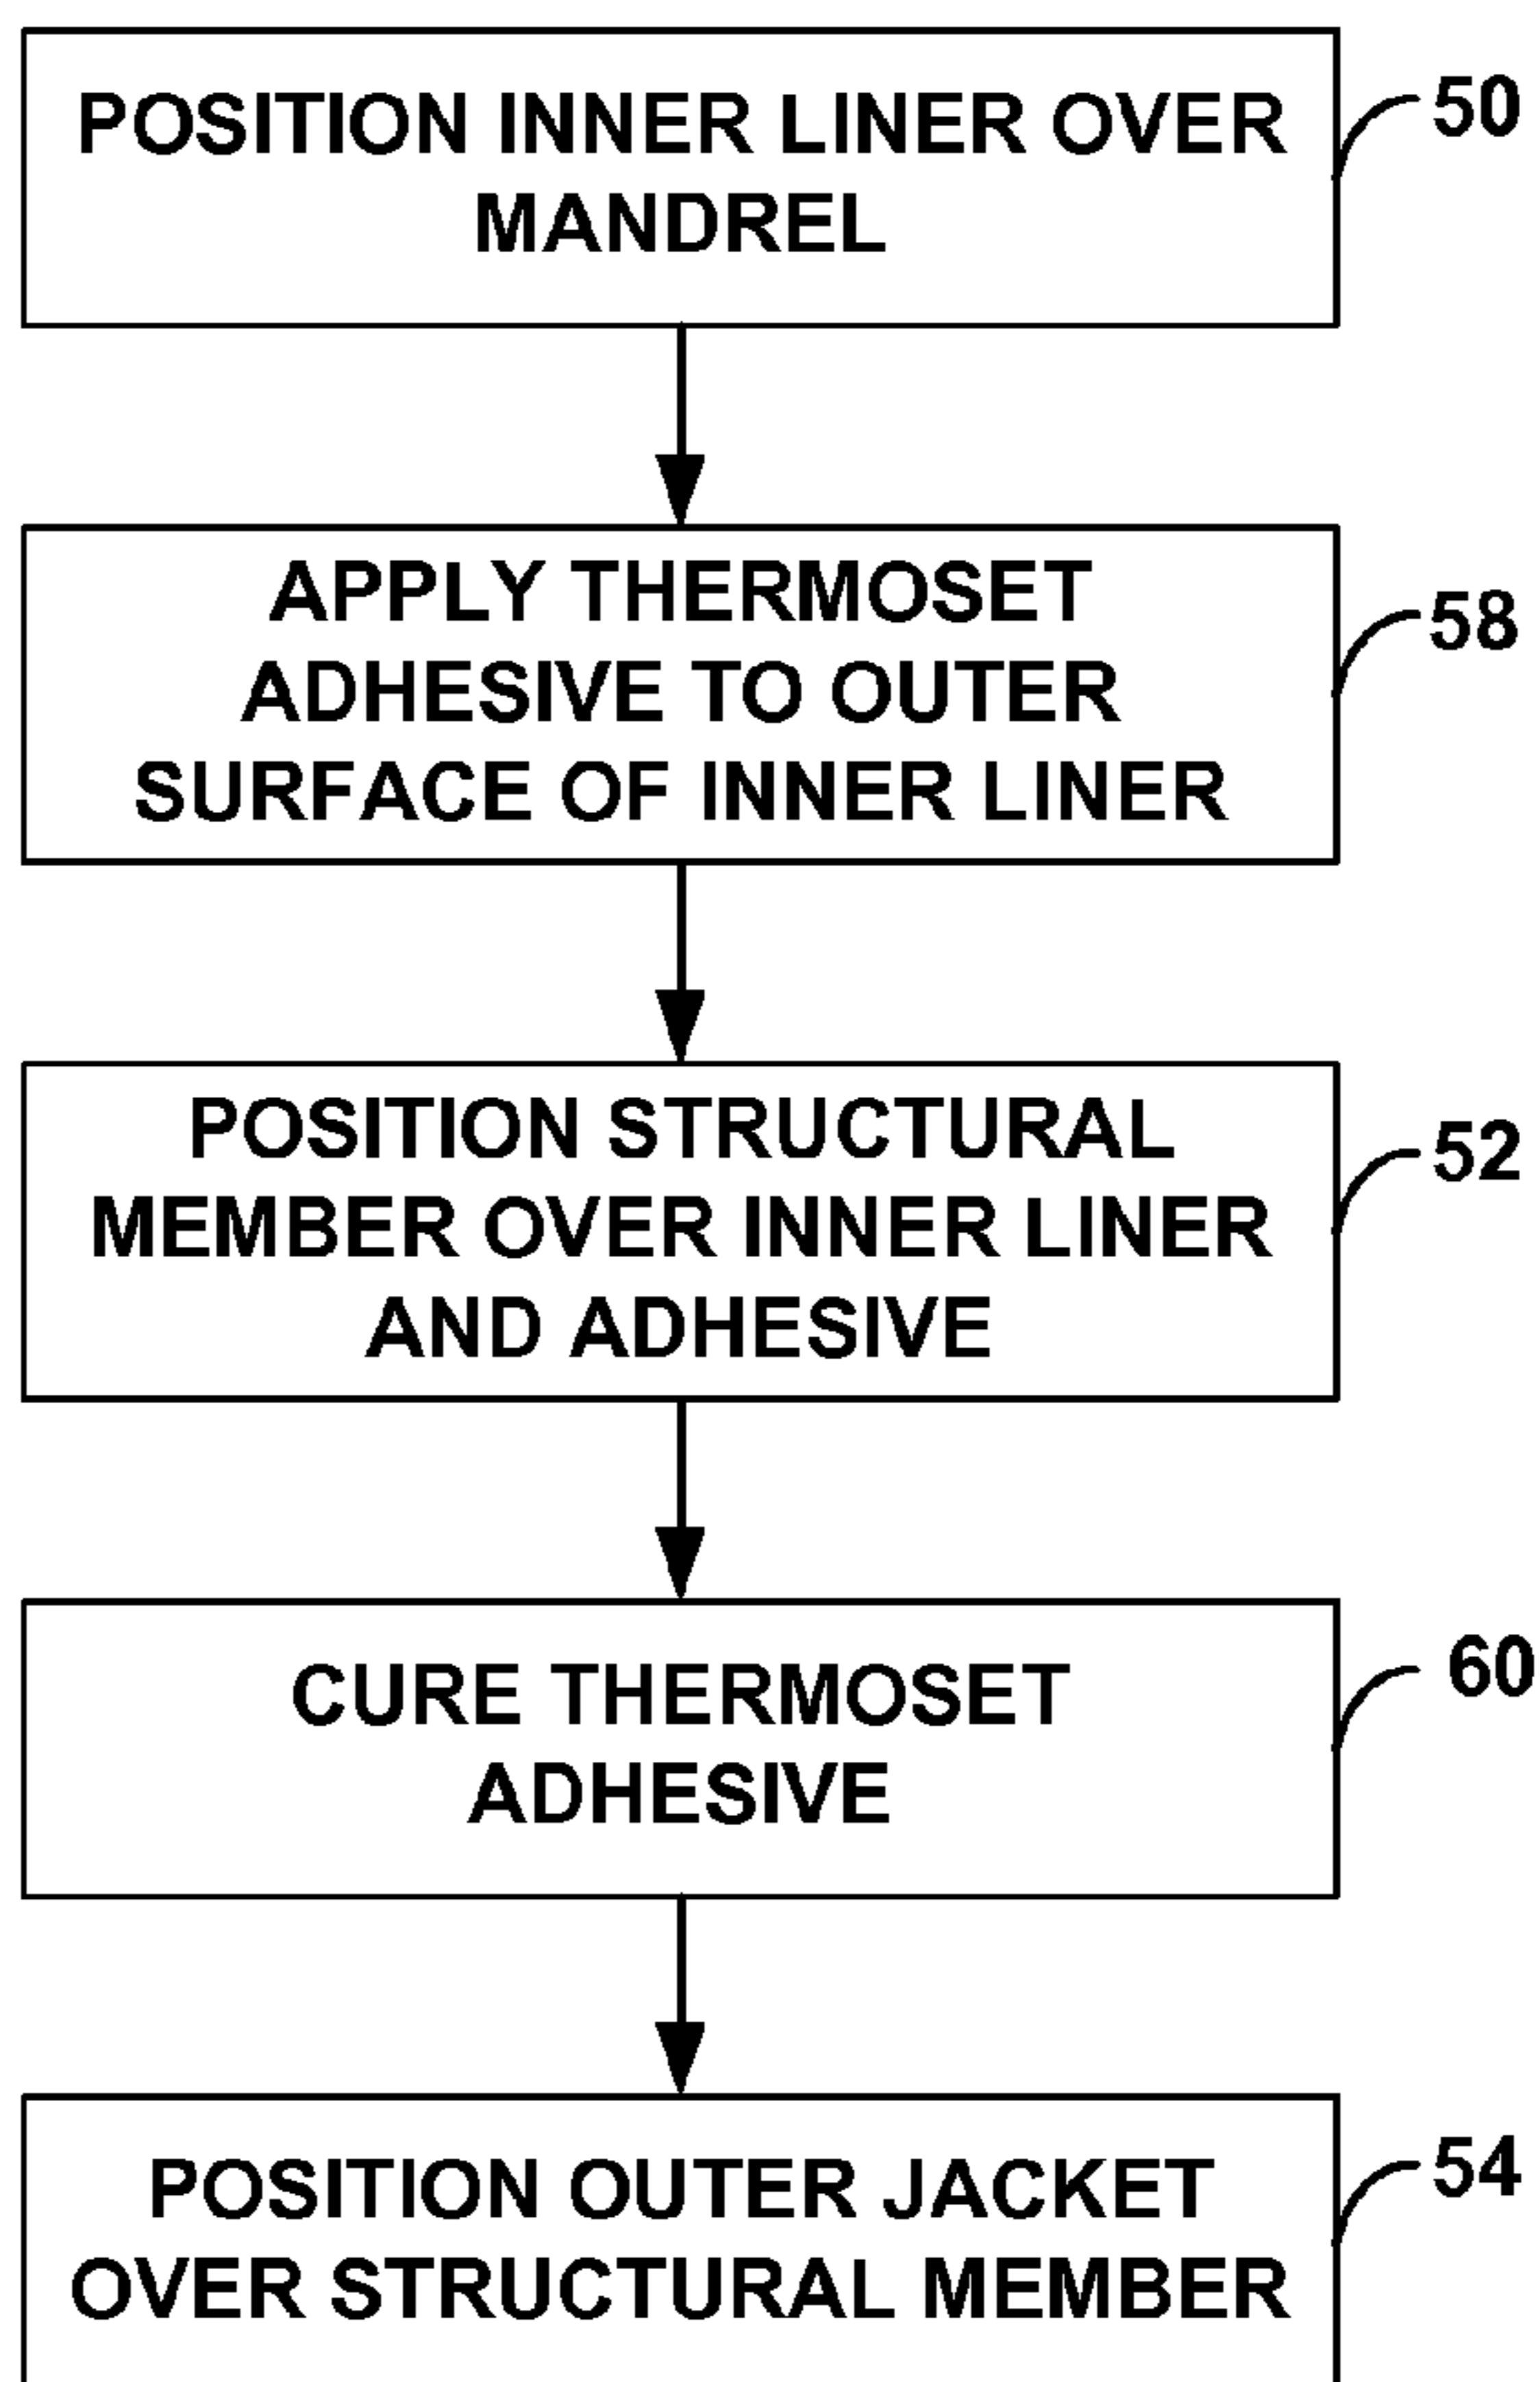 POSITION INNER LINER OVER
MANDREL
50
APPLY THERMOSET
ADHESIVE TO OUTER
SURFACE OF INNER LINER
58
POSITION STRUCTURAL
MEMBER OVER INNER LINER
AND ADHESIVE
52
CURE THERMOSET
ADHESIVE
60
POSITION OUTER JACKET
OVER STRUCTURAL MEMBER
54